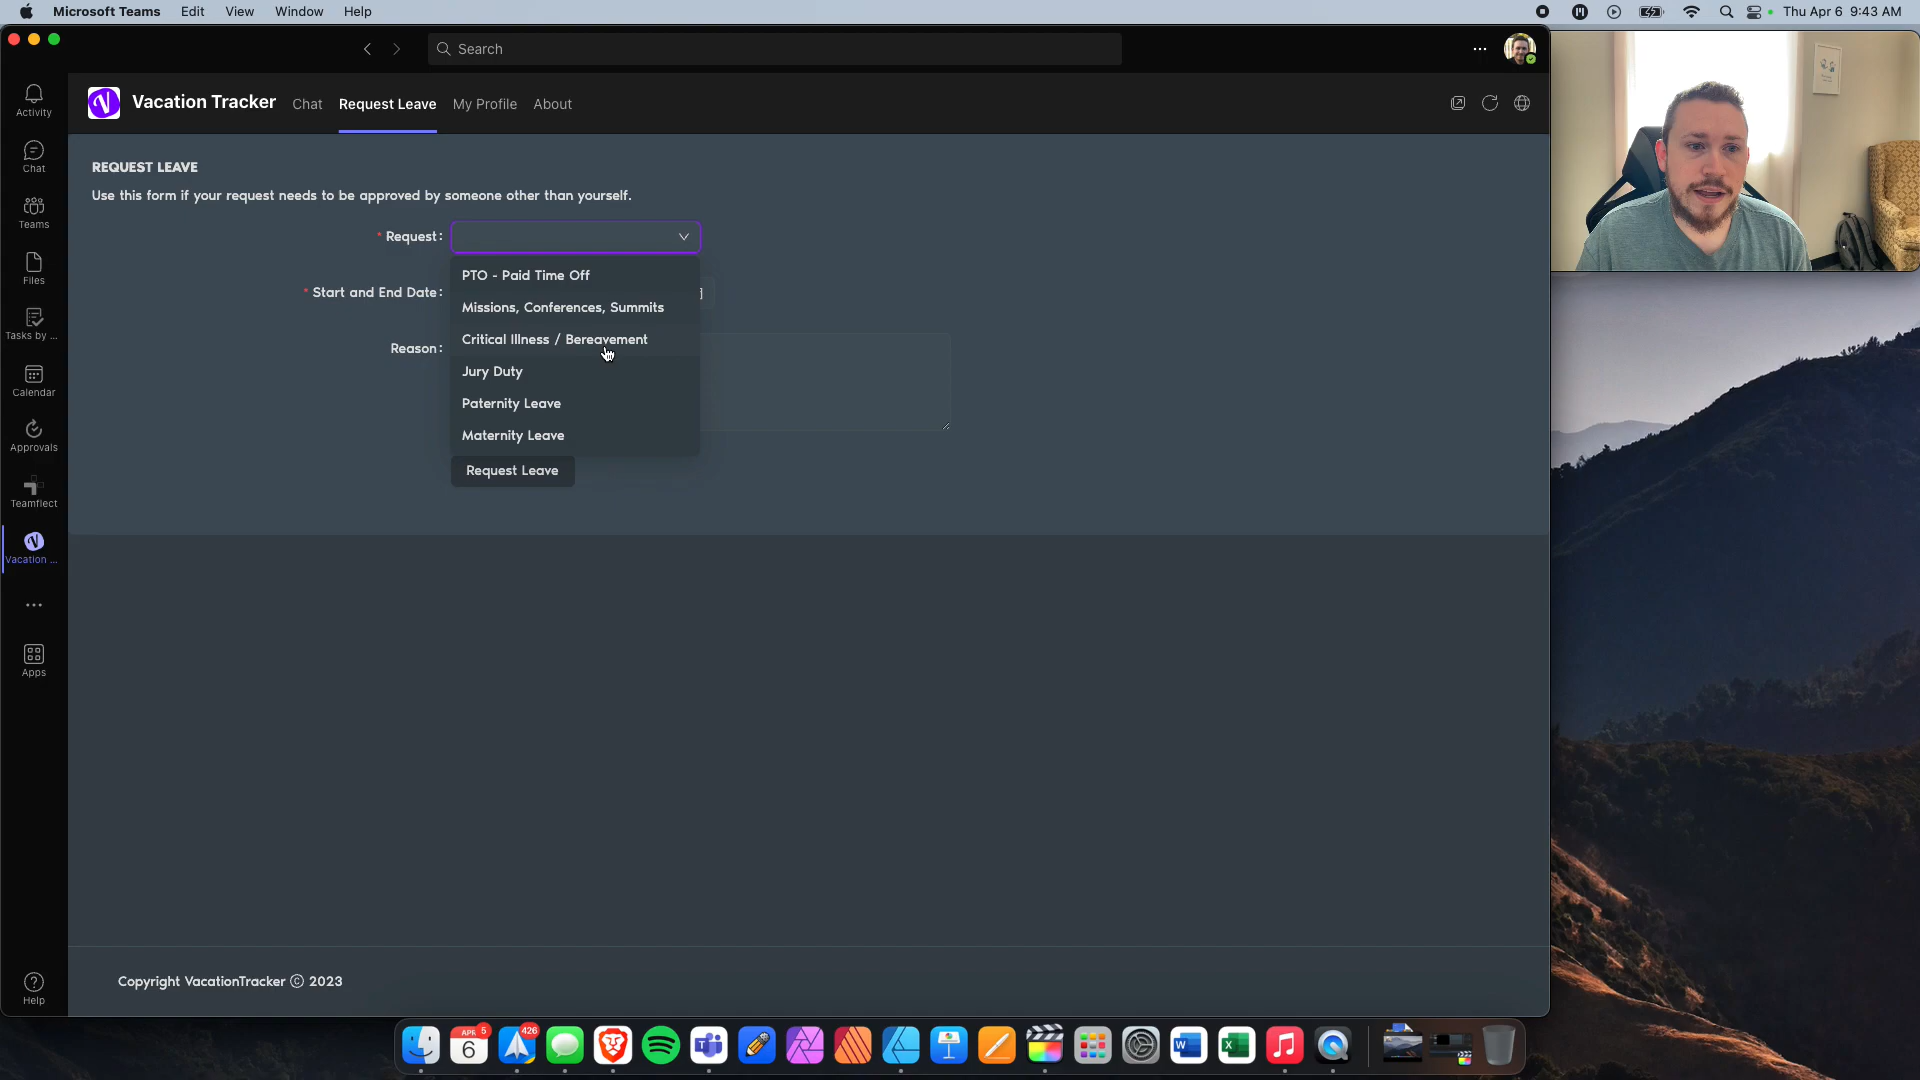 Microsoft Teams Edit View Window Help
Thu Apr 6 9:43 AM
Search
Activity
Chat
Teams
Files
Tasks by ...
Calendar
Approvals
Teamflect
Vacation ...
Apps
Help
Vacation Tracker Chat Request Leave My Profile About
REQUEST LEAVE
Use this form if your request needs to be approved by someone other than yourself.
* Request:
PTO - Paid Time Off
* Start and End Date:
Missions, Conferences, Summits
Critical Illness / Bereavement
Reason:
Jury Duty
Paternity Leave
Maternity Leave
Request Leave
Copyright VacationTracker © 2023
APR 5
6
426